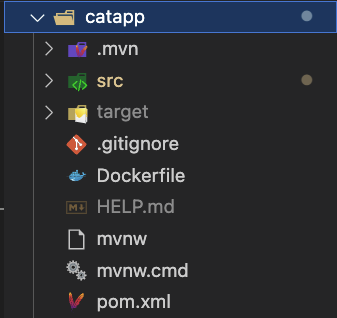 catapp
.mvn
src
target
.gitignore
Dockerfile
HELP.md
mvnw
mvnw.cmd
pom.xml